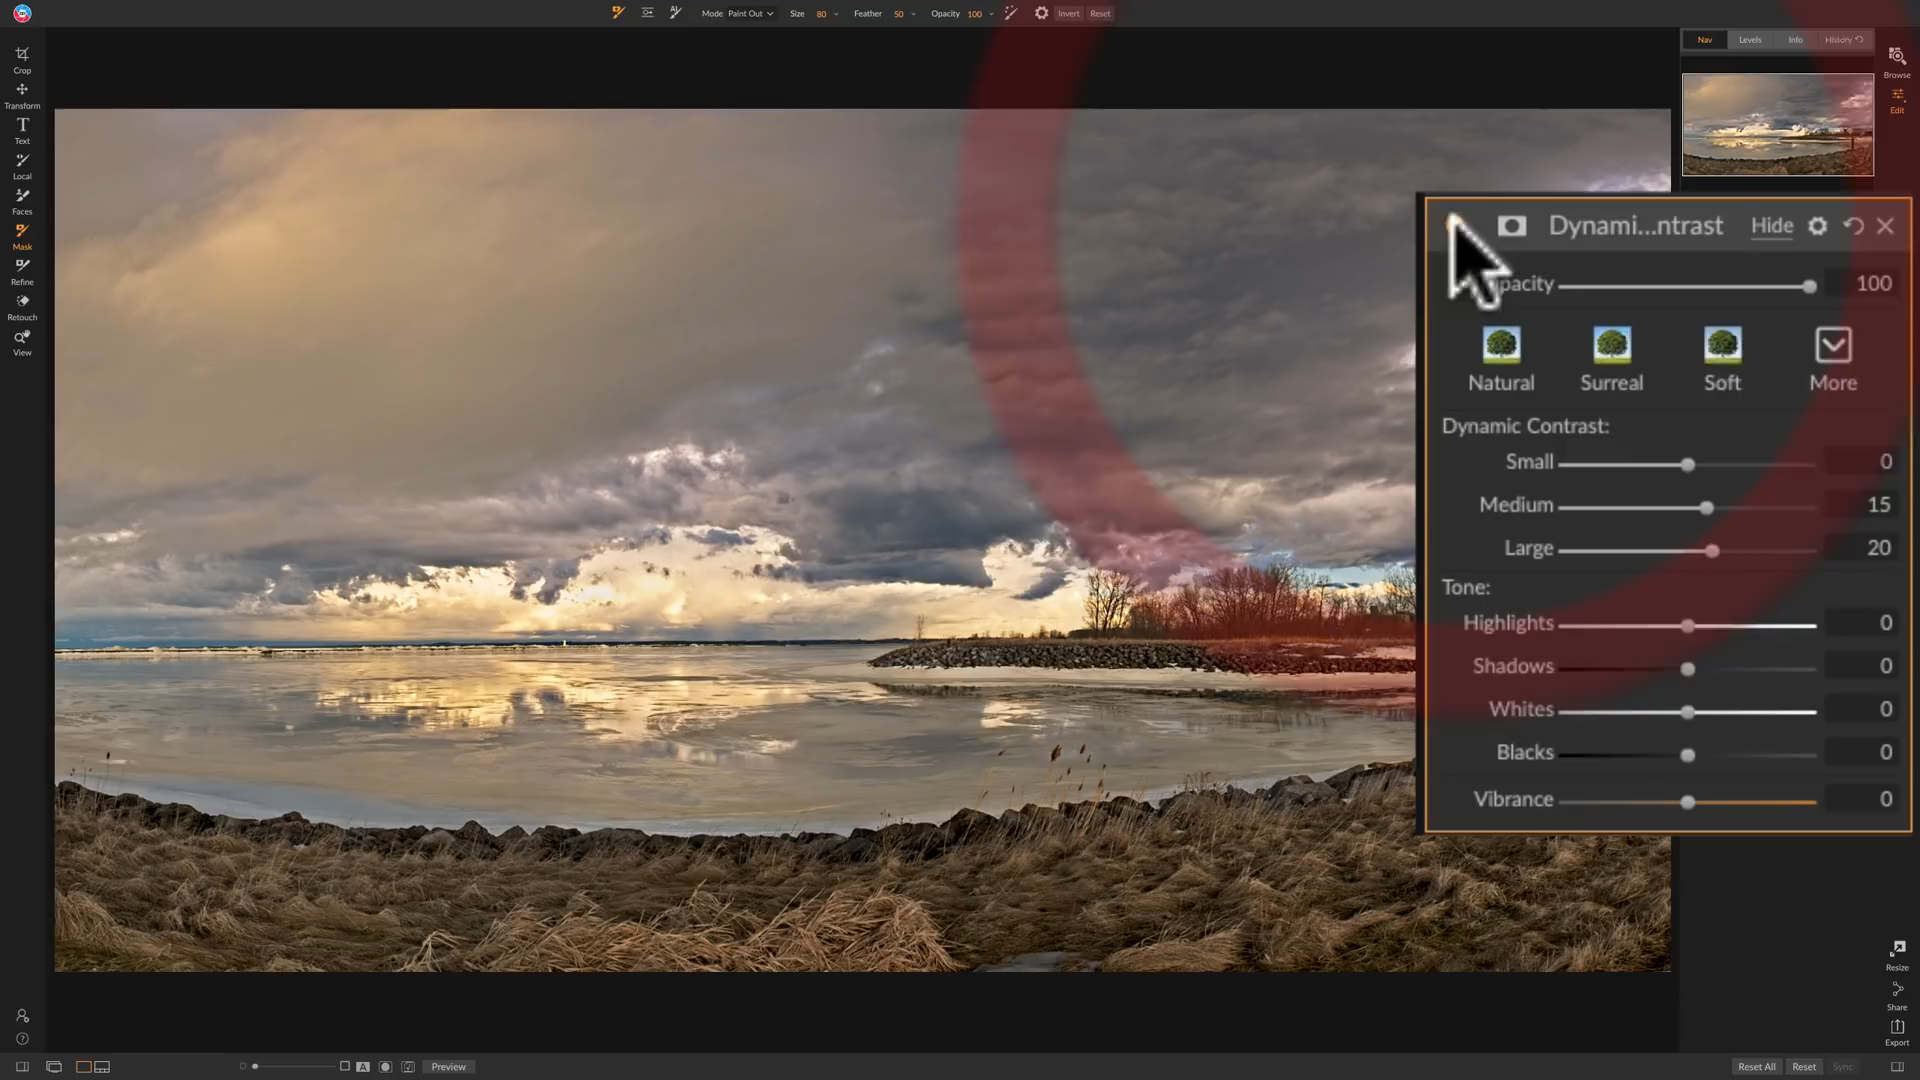 Mode Paint Out Size 80 Feather 50 Opacity 100 Invert Reset
Nav Levels Info History
Crop
Transform
Text
Local
Faces
Mask
Refine
Retouch
View
Browse
Edit
Dynami...ntrast Hide
pacity 100
Natural Surreal Soft More
Dynamic Contrast:
Small 0
Medium 15
Large 20
Tone:
Highlights 0
Shadows 0
Whites 0
Blacks 0
Vibrance 0
Resize
Share
Export
A Preview Reset All Reset Sync